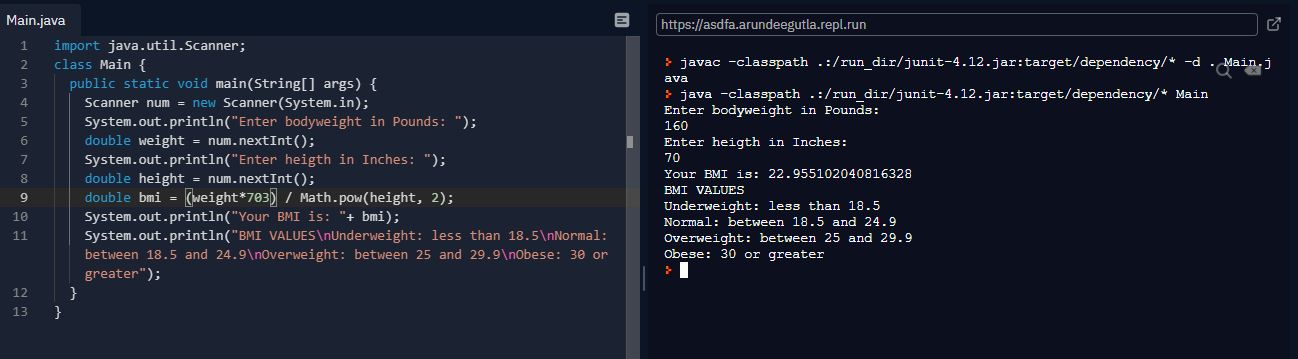 Main.java
1 import java.util.Scanner;
2 class Main {
3 public static void main(String[] args) {
4 Scanner num = new Scanner(System.in);
5 System.out.println("Enter bodyweight in Pounds: ");
6 double weight = num.nextInt();
7 System.out.println("Enter heigth in Inches: ");
8 double height = num.nextInt();
9 double bmi = (weight*703) / Math.pow(height, 2);
10 System.out.println("Your BMI is: "+ bmi);
11 System.out.println("BMI VALUES\nUnderweight: less than 18.5\nNormal:
between 18.5 and 24.9\nOverweight: between 25 and 29.9\nObese: 30 or
greater");
12 }
13 }
https://asdfa.arundeegutla.repl.run
javac -classpath .:/run_dir/junit-4.12.jar:target/dependency/* -d . Main.j
ava
java -classpath .:/run_dir/junit-4.12.jar:target/dependency/* Main
Enter bodyweight in Pounds:
160
Enter heigth in Inches:
70
Your BMI is: 22.955102040816328
BMI VALUES
Underweight: less than 18.5
Normal: between 18.5 and 24.9
Overweight: between 25 and 29.9
Obese: 30 or greater